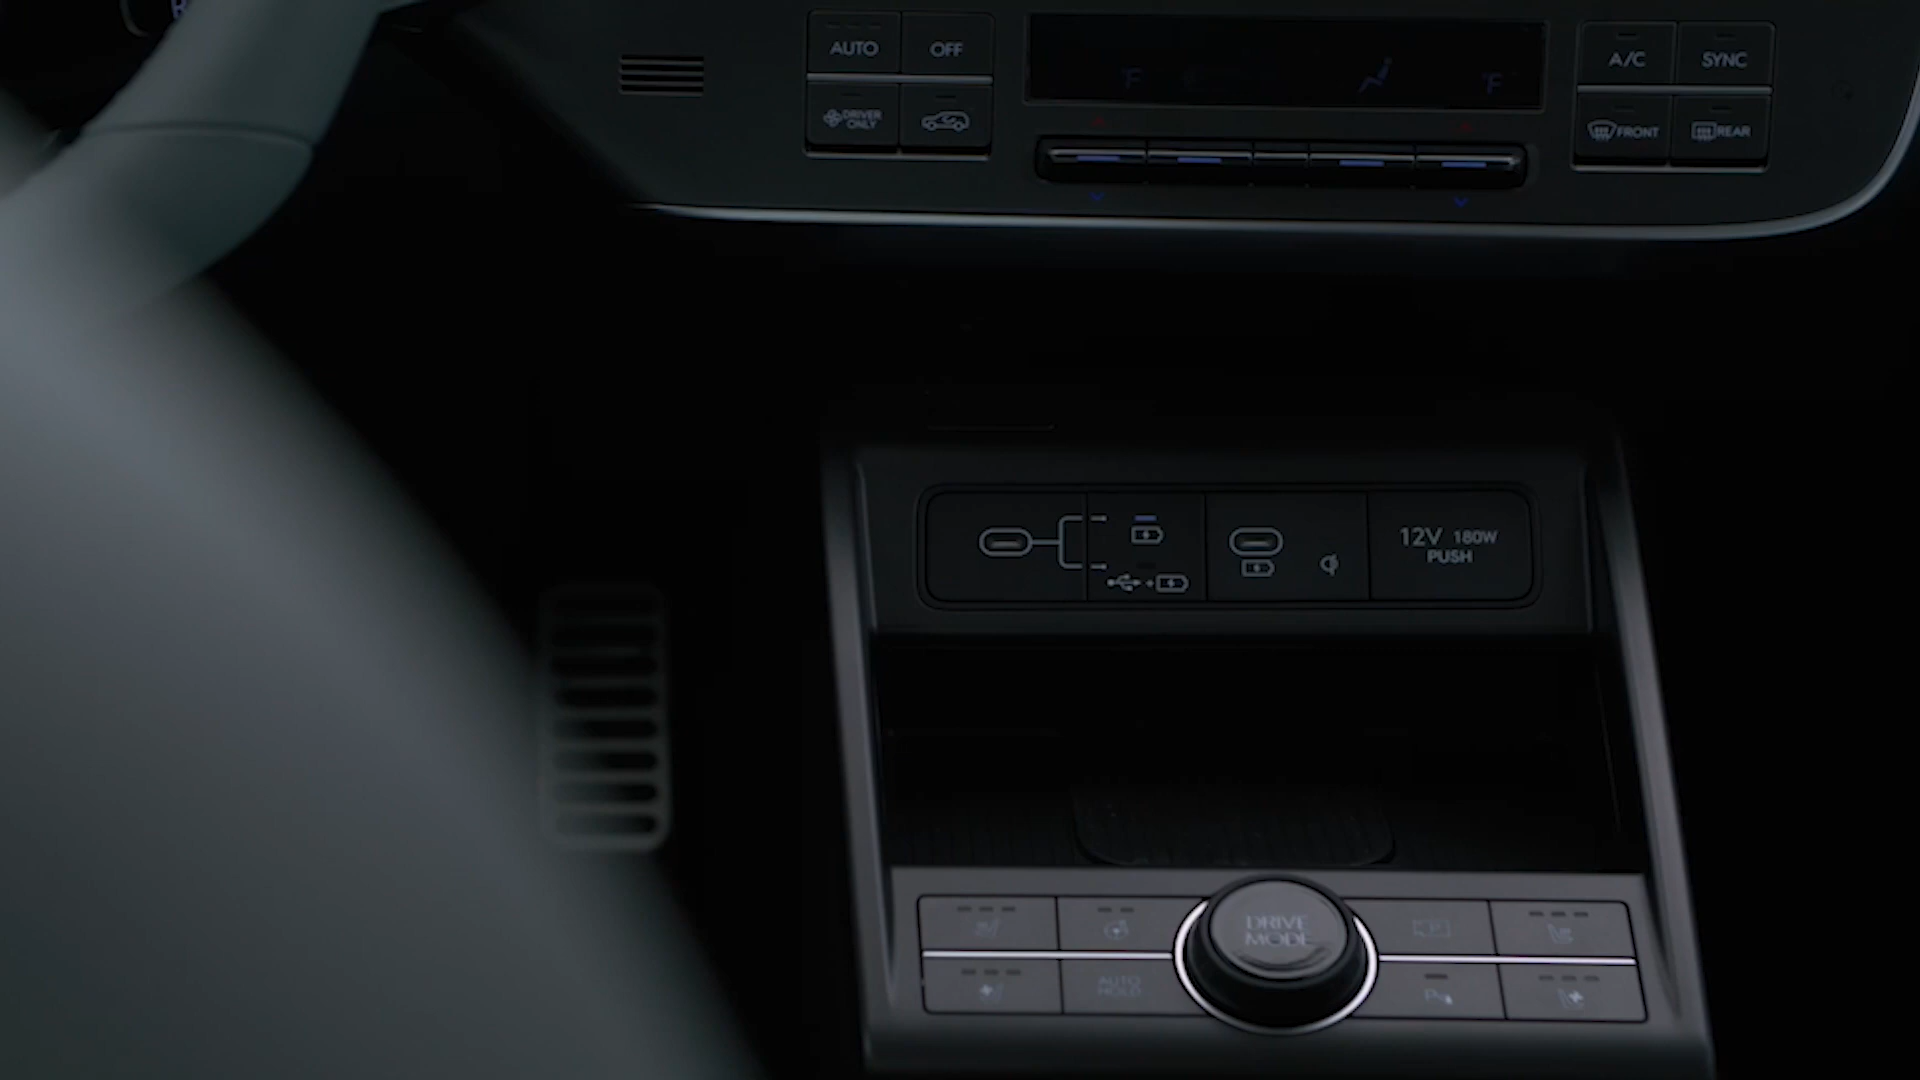 AUTO
OFF
A/C
SYNC
DRIVER
ONLY
FRONT
REAR
°F
°F
12V 180W
PUSH
DRIVE
MODE
AUTO
HOLD